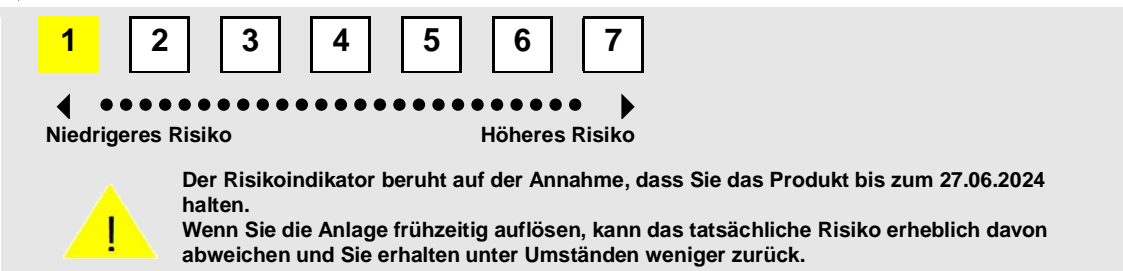 1 2 3 4 5 6 7
Niedrigeres Risiko Höheres Risiko
! Der Risikoindikator beruht auf der Annahme, dass Sie das Produkt bis zum 27.06.2024
halten.
Wenn Sie die Anlage frühzeitig auflösen, kann das tatsächliche Risiko erheblich davon
abweichen und Sie erhalten unter Umständen weniger zurück.